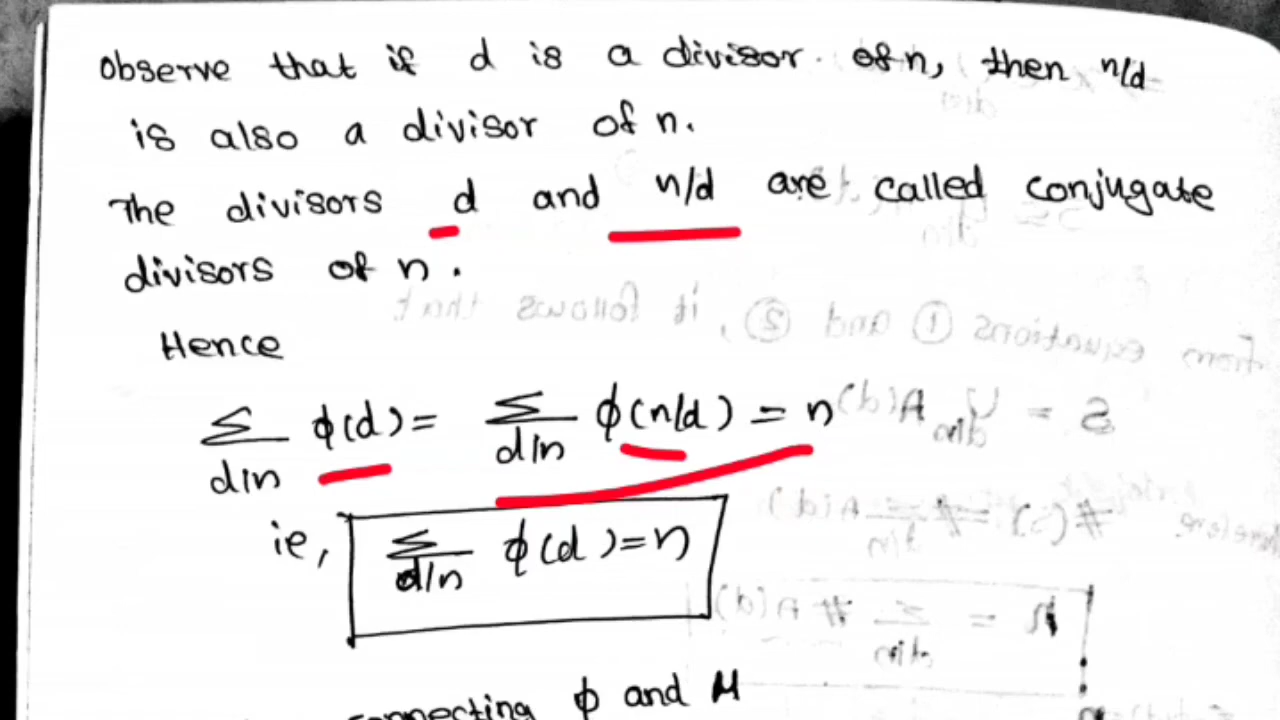 Observe that if d is a divisor of n, then n/d
is also a divisor of n.
The divisors d and n/d are called conjugate
divisors of n.
Hence
∑ ϕ(d) = ∑ ϕ(n/d) = n
d/n d/n
ie, ∑ ϕ(d) = n
d/n
connecting ϕ and μ